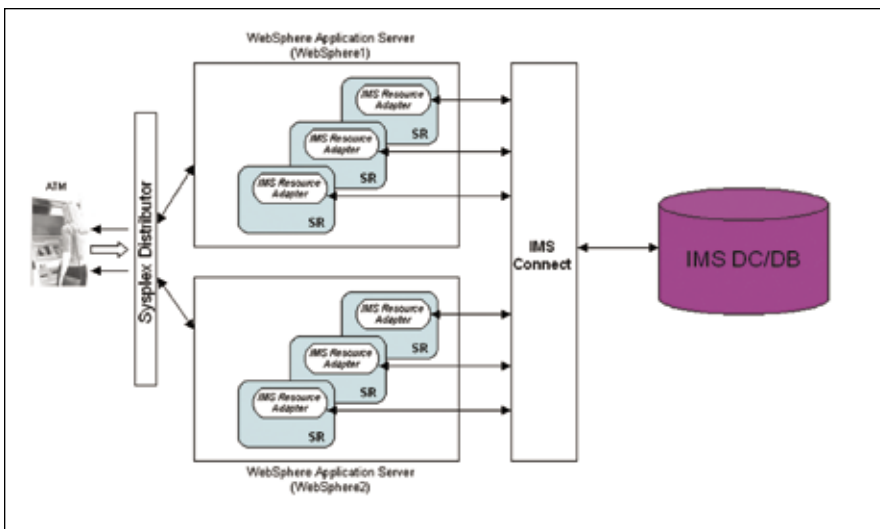 WebSphere Application Server
(WebSphere1)
IMS Resource
Adapter
SR
IMS Resource
Adapter
SR
IMS Resource
Adapter
SR
ATM
Sysplex Distributor
IMS
Connect
IMS DC/DB
IMS Resource
Adapter
SR
IMS Resource
Adapter
SR
IMS Resource
Adapter
SR
WebSphere Application Server
(WebSphere2)